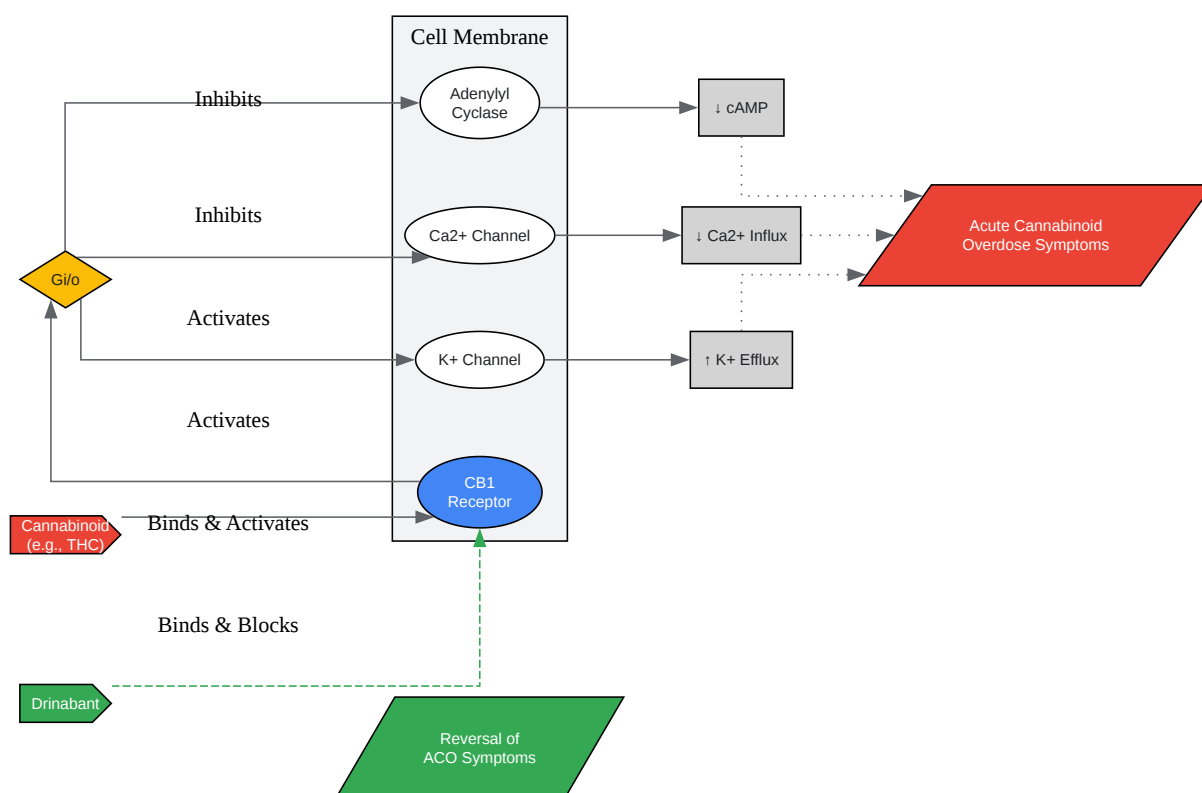 Cell Membrane
Inhibits
Adenylyl
Cyclase
↓ cAMP
Inhibits
Ca2+ Channel
↓ Ca2+ Influx
Acute Cannabinoid
Overdose Symptoms
Gi/o
Activates
K+ Channel
↑ K+ Efflux
Activates
CB1
Receptor
Cannabinoid
(e.g., THC)
Binds & Activates
Binds & Blocks
Drinabant
Reversal of
ACO Symptoms